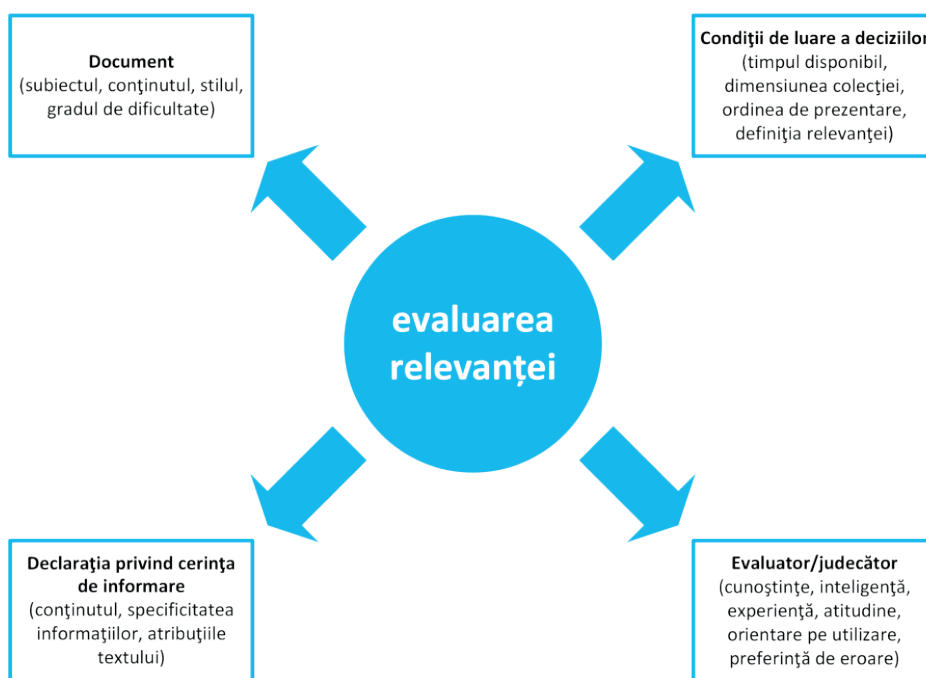 Document
(subiectul, conţinutul, stilul,
gradul de dificultate)
Condiţii de luare a deciziilor
(timpul disponibil,
dimensiunea colecţiei,
ordinea de prezentare,
definiţia relevanţei)
evaluarea
relevanței
Declaraţia privind cerinţa
de informare
(conţinutul, specificitatea
informaţiilor, atribuţiile
textului)
Evaluator/judecător
(cunoştinţe, inteligenţă,
experienţă, atitudine,
orientare pe utilizare,
preferinţă de eroare)